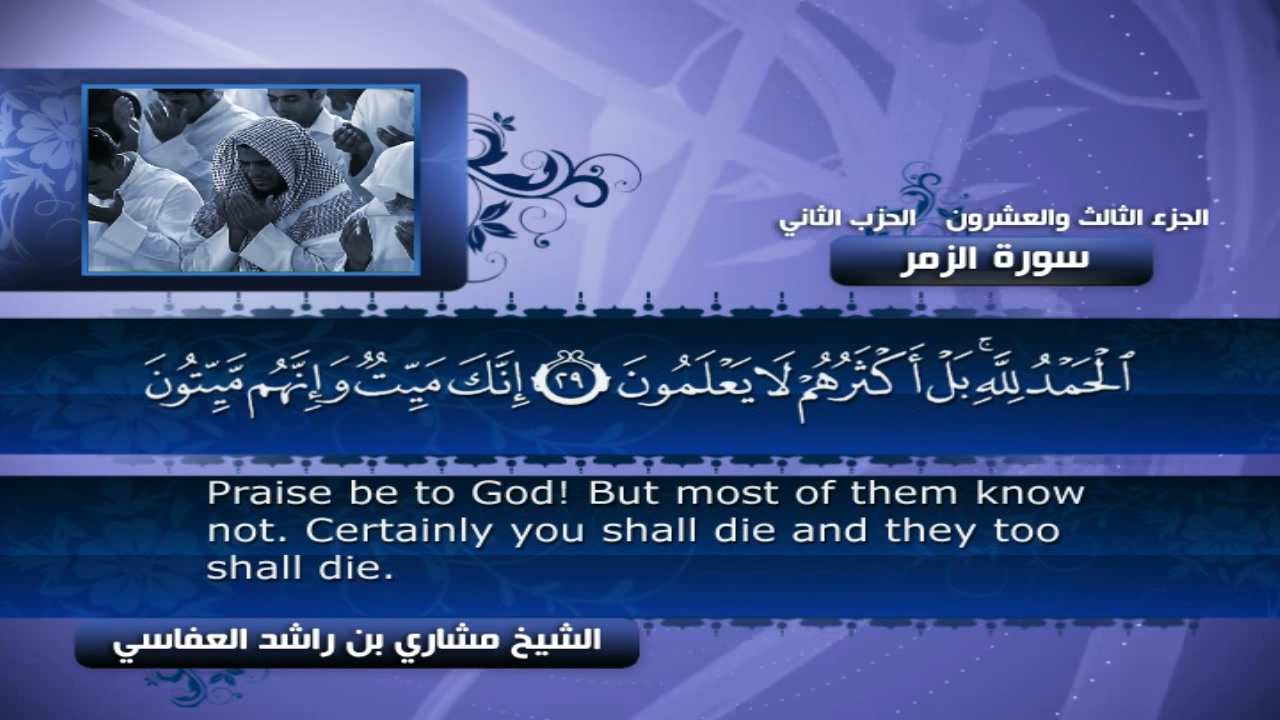 الجزء الثالث والعشرون الحزب الثاني
سورة الزمر
ٱلْحَمْدُ لِلَّهِ ۚ بَلْ أَكْثَرُهُمْ لَا يَعْلَمُونَ ٢٩ إِنَّكَ مَيِّتٌ وَإِنَّهُم مَّيِّتُونَ
Praise be to God! But most of them know
not. Certainly you shall die and they too
shall die.
الشيخ مشاري بن راشد العفاسي